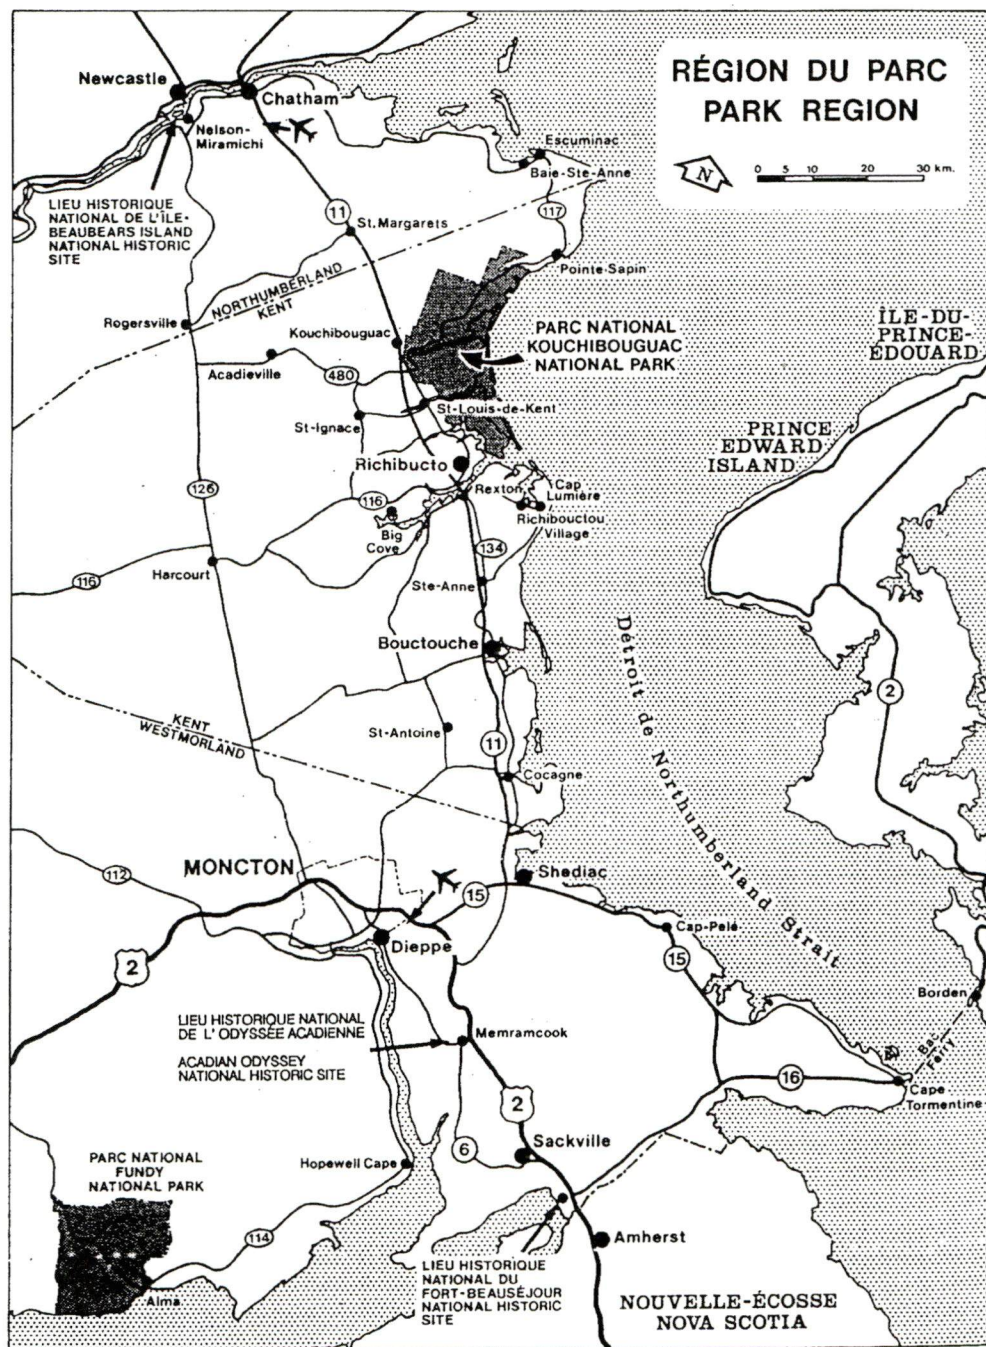 RÉGION DU PARC
PARK REGION
N
0 5 10 20 30 km.
Newcastle
Chatham
Nelson-
Miramichi
Escuminac
Baie-Ste-Anne
LIEU HISTORIQUE
NATIONAL DE L'ÎLE-
BEAUBEARS ISLAND
NATIONAL HISTORIC
SITE
11
St. Margarets
117
Pointe-Sapin
NORTHUMBERLAND
KENT
Rogersville
Kouchibouguac
PARC NATIONAL
KOUCHIBOUGUAC
NATIONAL PARK
ÎLE-DU-
PRINCE-
ÉDOUARD
Acadieville
480
St-Louis-de-Kent
St-Ignace
PRINCE
EDWARD
ISLAND
Richibucto
126
116
Rexton
Cap
Lumière
Richibouctou
Village
Big
Cove
134
Harcourt
116
Ste-Anne
Bouctouche
Détroit de Northumberland Strait
2
KENT
WESTMORLAND
St-Antoine
11
Cocagne
112
MONCTON
15
Shediac
Cap-Pelé
Dieppe
2
15
Borden
LIEU HISTORIQUE NATIONAL
DE L'ODYSSÉE ACADIENNE
ACADIAN ODYSSEY
NATIONAL HISTORIC SITE
Memramcook
Bac
Ferry
16
Cape
Tormentine
2
Sackville
PARC NATIONAL
FUNDY
NATIONAL PARK
Hopewell Cape
6
114
Amherst
Alma
LIEU HISTORIQUE
NATIONAL DU
FORT-BEAUSÉJOUR
NATIONAL HISTORIC
SITE
NOUVELLE-ÉCOSSE
NOVA SCOTIA